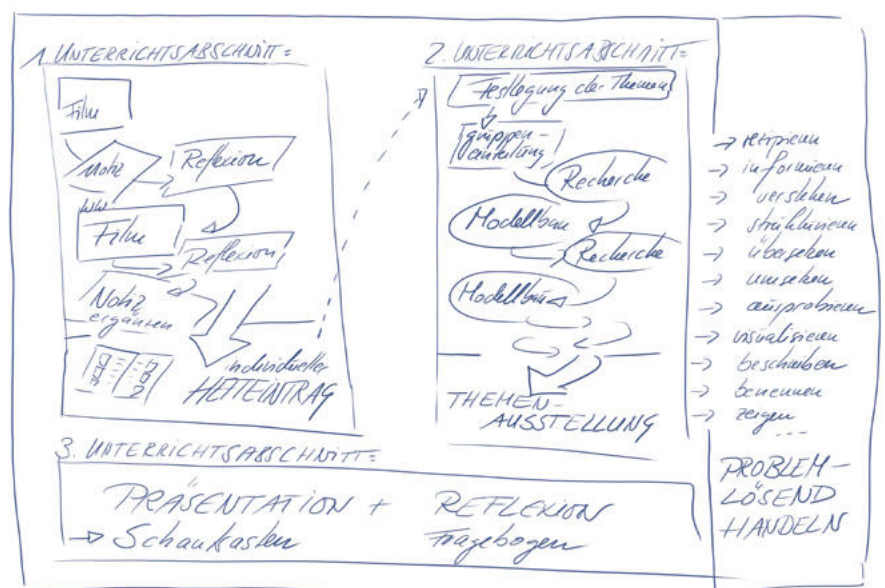 1. UNTERRICHTSABSCHNITT:
Film
Notiz
Reflexion
Film
Reflexion
Notiz
ergänzen
individueller
HEFTEINTRAG
2. UNTERRICHTSABSCHNITT:
Festlegung der Themen
Gruppen-
einteilung
Recherche
Modellbau
Recherche
Modellbau
THEMEN-
AUSSTELLUNG
3. UNTERRICHTSABSCHNITT:
PRÄSENTATION + REFLEXION
→ Schaukasten Fragebogen
→ rezipieren
→ informieren
→ verstehen
→ strukturieren
→ übersetzen
→ umsetzen
→ ausprobieren
→ visualisieren
→ beschreiben
→ benennen
→ zeigen
...
PROBLEM-
LÖSEND
HANDELN